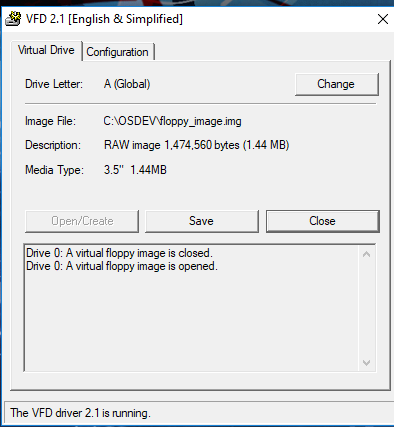 VFD 2.1 [English & Simplified]
Virtual Drive Configuration
Drive Letter: A (Global) Change
Image File: C:\OSDEV\floppy_image.img
Description: RAW image 1,474,560 bytes (1.44 MB)
Media Type: 3.5" 1.44MB
Open/Create Save Close
Drive 0: A virtual floppy image is closed.
Drive 0: A virtual floppy image is opened.
The VFD driver 2.1 is running.